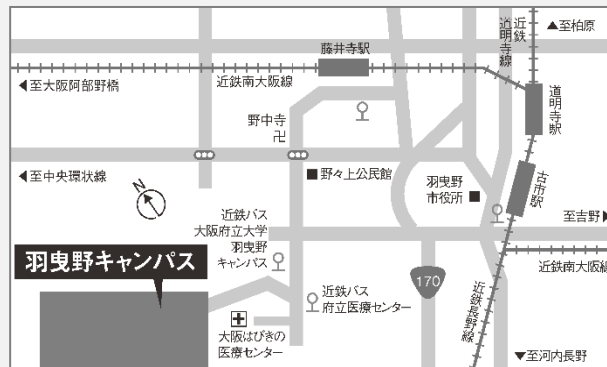 ▲至柏原
近鉄
道明寺線
藤井寺駅
◀至大阪阿部野橋
近鉄南大阪線
道明寺駅
野中寺
卍
◀至中央環状線
■野々上公民館
羽曳野
市役所■
古市駅
N
至吉野▶
近鉄バス
大阪府立大学
羽曳野
キャンパス
近鉄南大阪線
羽曳野キャンパス
170
近鉄バス
府立医療センター
近鉄長野線
大阪はびきの
医療センター
▼至河内長野